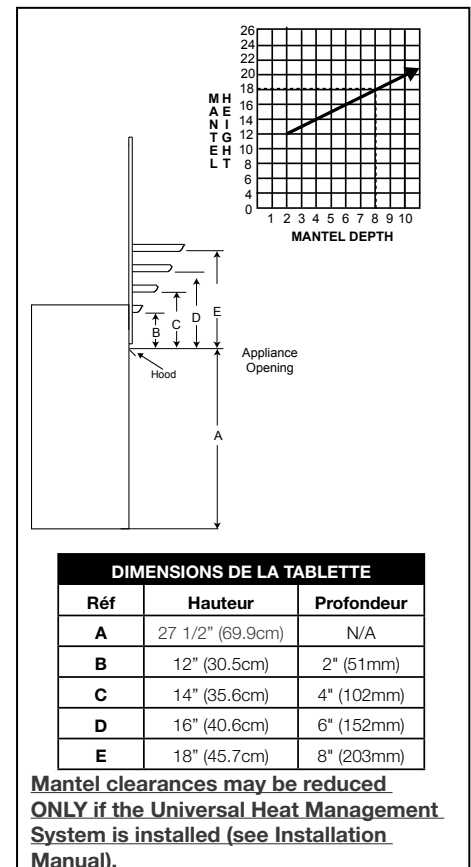 26
24
22
20
18
16
14
12
10
8
6
4
0
MANTEL
HEIGHT
1 2 3 4 5 6 7 8 9 10
MANTEL DEPTH
E
D
C
B
Hood
Appliance
Opening
A
DIMENSIONS DE LA TABLETTE
Réf Hauteur Profondeur
A 27 1/2” (69.9cm) N/A
B 12” (30.5cm) 2" (51mm)
C 14” (35.6cm) 4" (102mm)
D 16” (40.6cm) 6" (152mm)
E 18” (45.7cm) 8" (203mm)
Mantel clearances may be reduced
ONLY if the Universal Heat Management
System is installed (see Installation
Manual).